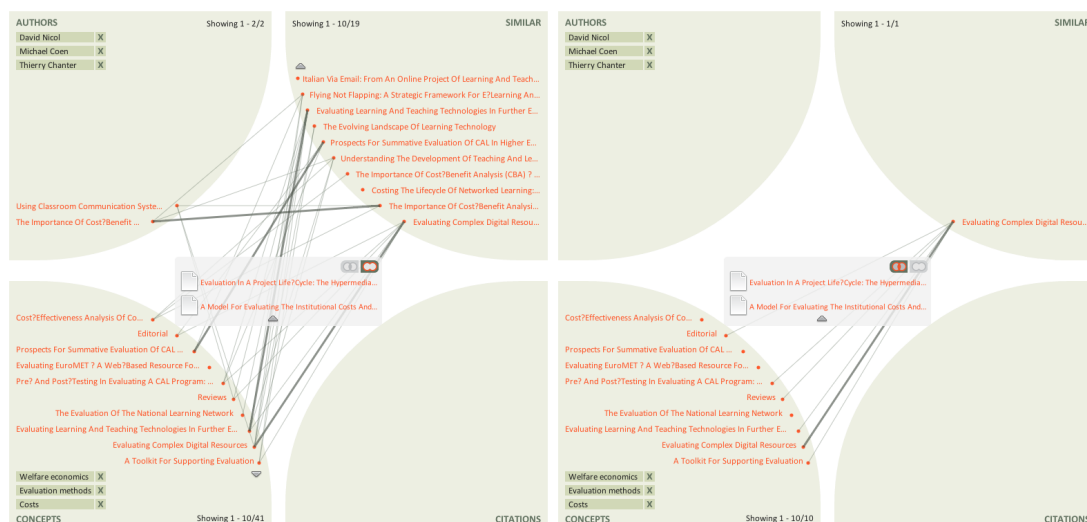 AUTHORS
Showing 1 - 2/2
David Nicol X
Michael Coen X
Thierry Chanter X
Using Classroom Communication Syste...
The Importance Of Cost?Benefit ...
Showing 1 - 10/19
SIMILAR
Italian Via Email: From An Online Project Of Learning And Teach...
Flying Not Flapping: A Strategic Framework For E?Learning An...
Evaluating Learning And Teaching Technologies In Further E...
The Evolving Landscape Of Learning Technology
Prospects For Summative Evaluation Of CAL In Higher E...
Understanding The Development Of Teaching And Le...
The Importance Of Cost?Benefit Analysis (CBA) ? ...
Costing The Lifecycle Of Networked Learning:...
The Importance Of Cost?Benefit Analysi...
Evaluating Complex Digital Resou...
Evaluation In A Project Life?Cycle: The Hypermedia...
A Model For Evaluating The Institutional Costs And...
Cost?Effectiveness Analysis Of Co...
Editorial
Prospects For Summative Evaluation Of CAL ...
Evaluating EuroMET ? A Web?Based Resource Fo...
Pre? And Post?Testing In Evaluating A CAL Program: ...
Reviews
The Evaluation Of The National Learning Network
Evaluating Learning And Teaching Technologies In Further E...
Evaluating Complex Digital Resources
A Toolkit For Supporting Evaluation
Welfare economics X
Evaluation methods X
Costs X
CONCEPTS
Showing 1 - 10/41
CITATIONS
AUTHORS
David Nicol X
Michael Coen X
Thierry Chanter X
Showing 1 - 1/1
SIMILAR
Evaluating Complex Digital Resou...
Evaluation In A Project Life?Cycle: The Hypermedia...
A Model For Evaluating The Institutional Costs And...
Cost?Effectiveness Analysis Of Co...
Editorial
Prospects For Summative Evaluation Of CAL ...
Evaluating EuroMET ? A Web?Based Resource Fo...
Pre? And Post?Testing In Evaluating A CAL Program: ...
Reviews
The Evaluation Of The National Learning Network
Evaluating Learning And Teaching Technologies In Further E...
Evaluating Complex Digital Resources
A Toolkit For Supporting Evaluation
Welfare economics X
Evaluation methods X
Costs X
CONCEPTS
Showing 1 - 10/10
CITATIONS